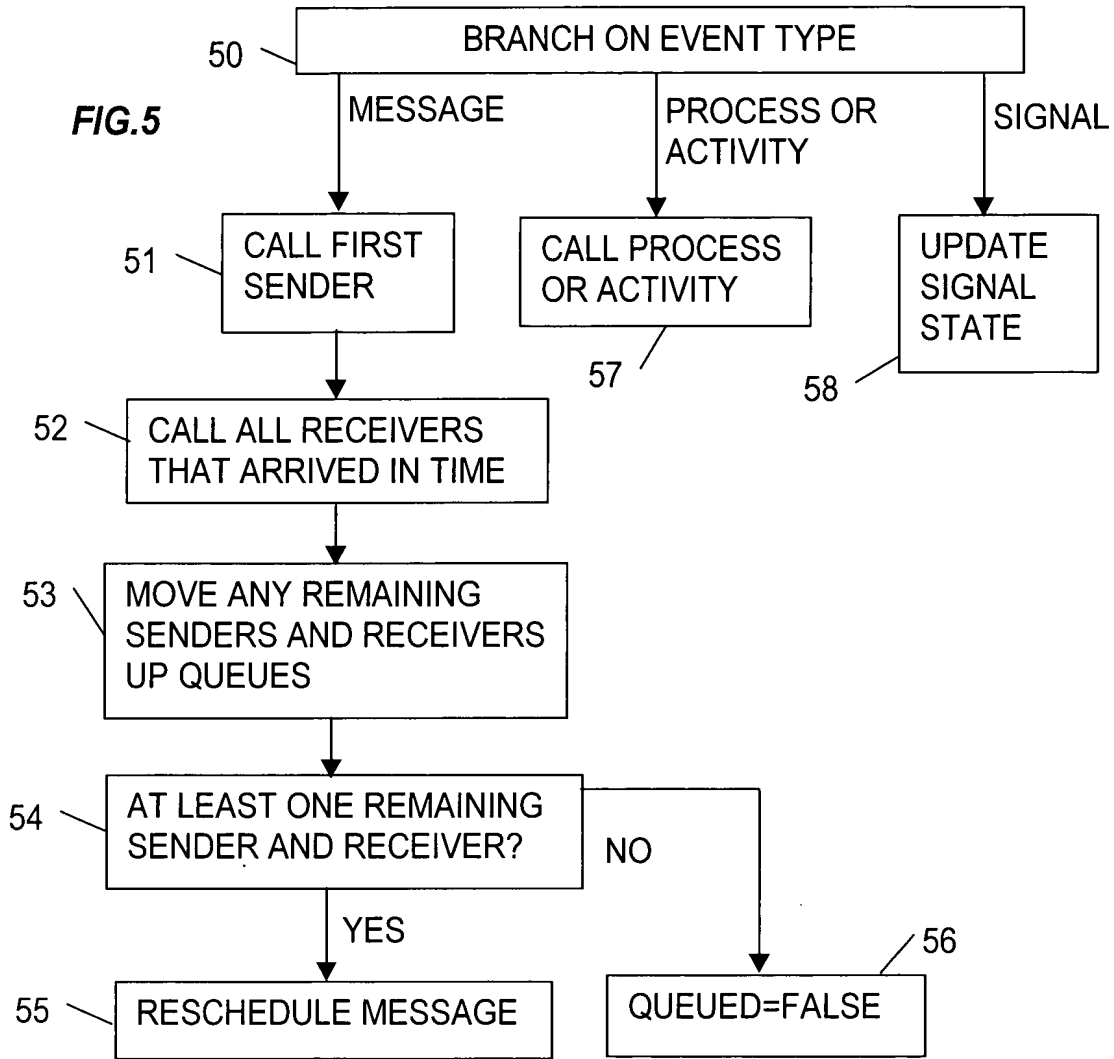 BRANCH ON EVENT TYPE
50
FIG.5
MESSAGE
PROCESS OR
ACTIVITY
SIGNAL
51
CALL FIRST
SENDER
CALL PROCESS
OR ACTIVITY
57
UPDATE
SIGNAL
STATE
58
52
CALL ALL RECEIVERS
THAT ARRIVED IN TIME
53
MOVE ANY REMAINING
SENDERS AND RECEIVERS
UP QUEUES
54
AT LEAST ONE REMAINING
SENDER AND RECEIVER?
NO
YES
56
55
RESCHEDULE MESSAGE
QUEUED=FALSE